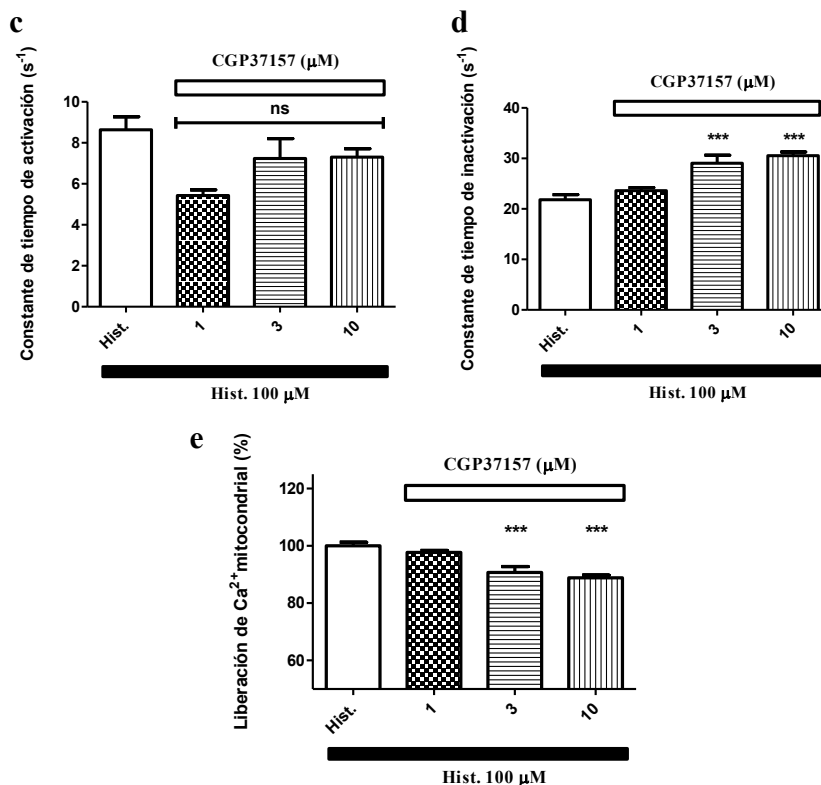 c
CGP37157 (μM)
ns
Constante de tiempo de activación (s⁻¹)
10
8
6
4
2
0
Hist.
1
3
10
Hist. 100 μM
d
CGP37157 (μM)
*** ***
Constante de tiempo de inactivación (s⁻¹)
40
30
20
10
0
Hist.
1
3
10
Hist. 100 μM
e
CGP37157 (μM)
*** ***
Liberación de Ca²⁺mitocondrial (%)
120
100
80
60
Hist.
1
3
10
Hist. 100 μM